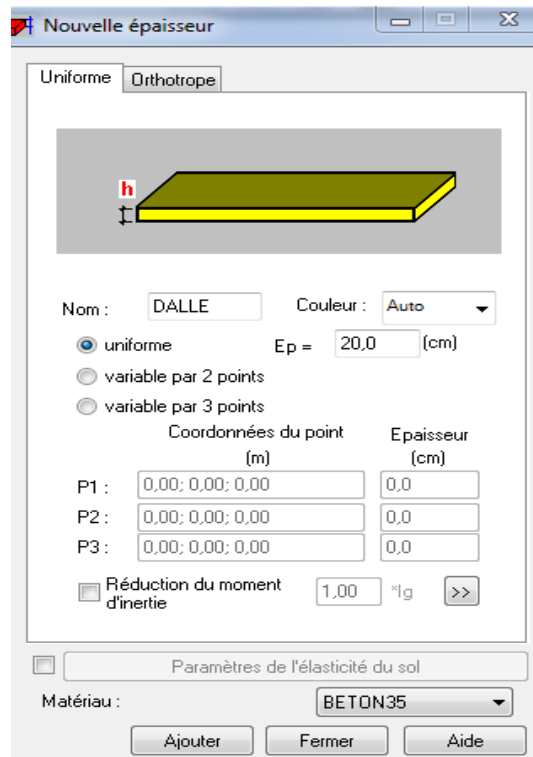 Nouvelle épaisseur
Uniforme Orthotrope
h
Nom : DALLE Couleur : Auto
uniforme Ep = 20,0 (cm)
variable par 2 points
variable par 3 points
Coordonnées du point Epaisseur
(m) (cm)
P1 : 0,00; 0,00; 0,00 0,0
P2 : 0,00; 0,00; 0,00 0,0
P3 : 0,00; 0,00; 0,00 0,0
Réduction du moment
d'inertie 1,00 *Ig >>
Paramètres de l'élasticité du sol
Matériau : BETON35
Ajouter Fermer Aide